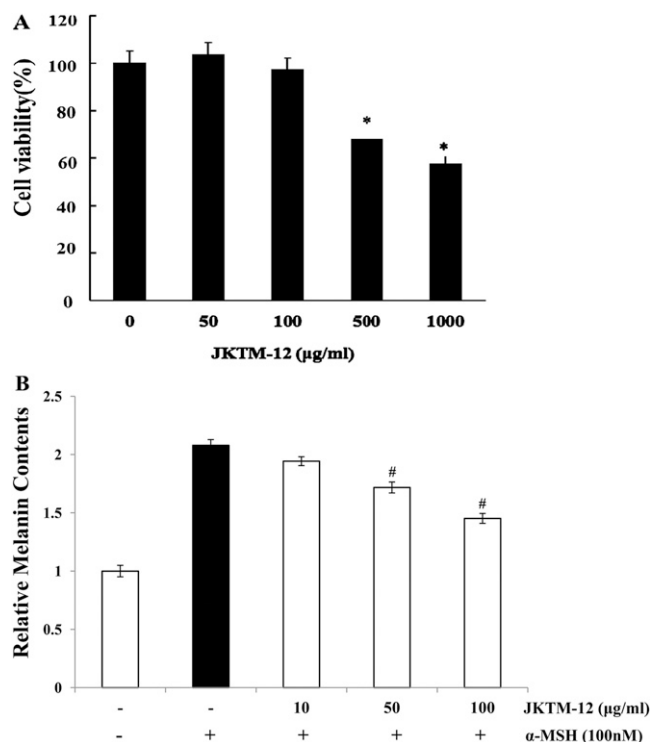 A
Cell viability(%)
120
100
80
60
40
20
0
*
*
0 50 100 500 1000
JKTM-12 (μg/ml)
B
Relative Melanin Contents
2.5
2
1.5
1
0.5
0
#
#
- - 10 50 100 JKTM-12 (μg/ml)
- + + + + α-MSH (100nM)